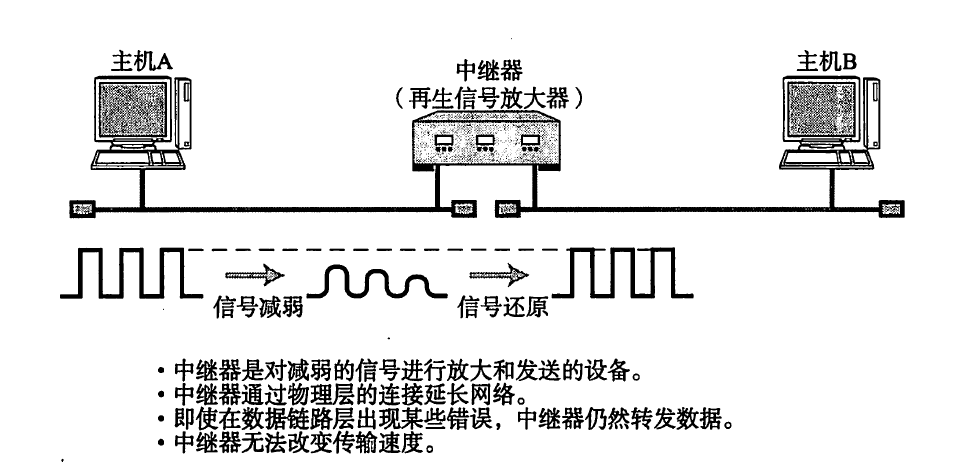 主机A
中继器
（再生信号放大器）
主机B
信号减弱
信号还原
·中继器是对减弱的信号进行放大和发送的设备。
·中继器通过物理层的连接延长网络。
·即使在数据链路层出现某些错误，中继器仍然转发数据。
·中继器无法改变传输速度。